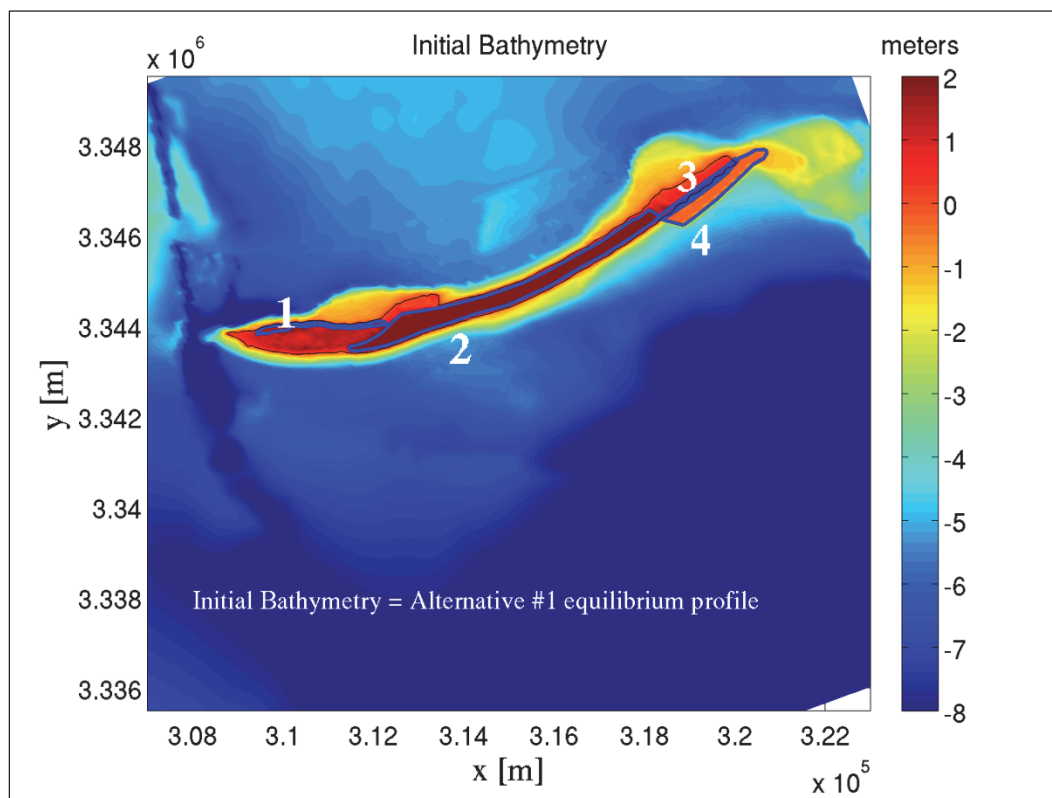 Initial Bathymetry
meters
x 10^6
3.348
3.346
3.344
3.342
3.34
3.338
3.336
y [m]
1
2
3
4
Initial Bathymetry = Alternative #1 equilibrium profile
2
1
0
-1
-2
-3
-4
-5
-6
-7
-8
3.08 3.1 3.12 3.14 3.16 3.18 3.2 3.22
x [m]
x 10^5